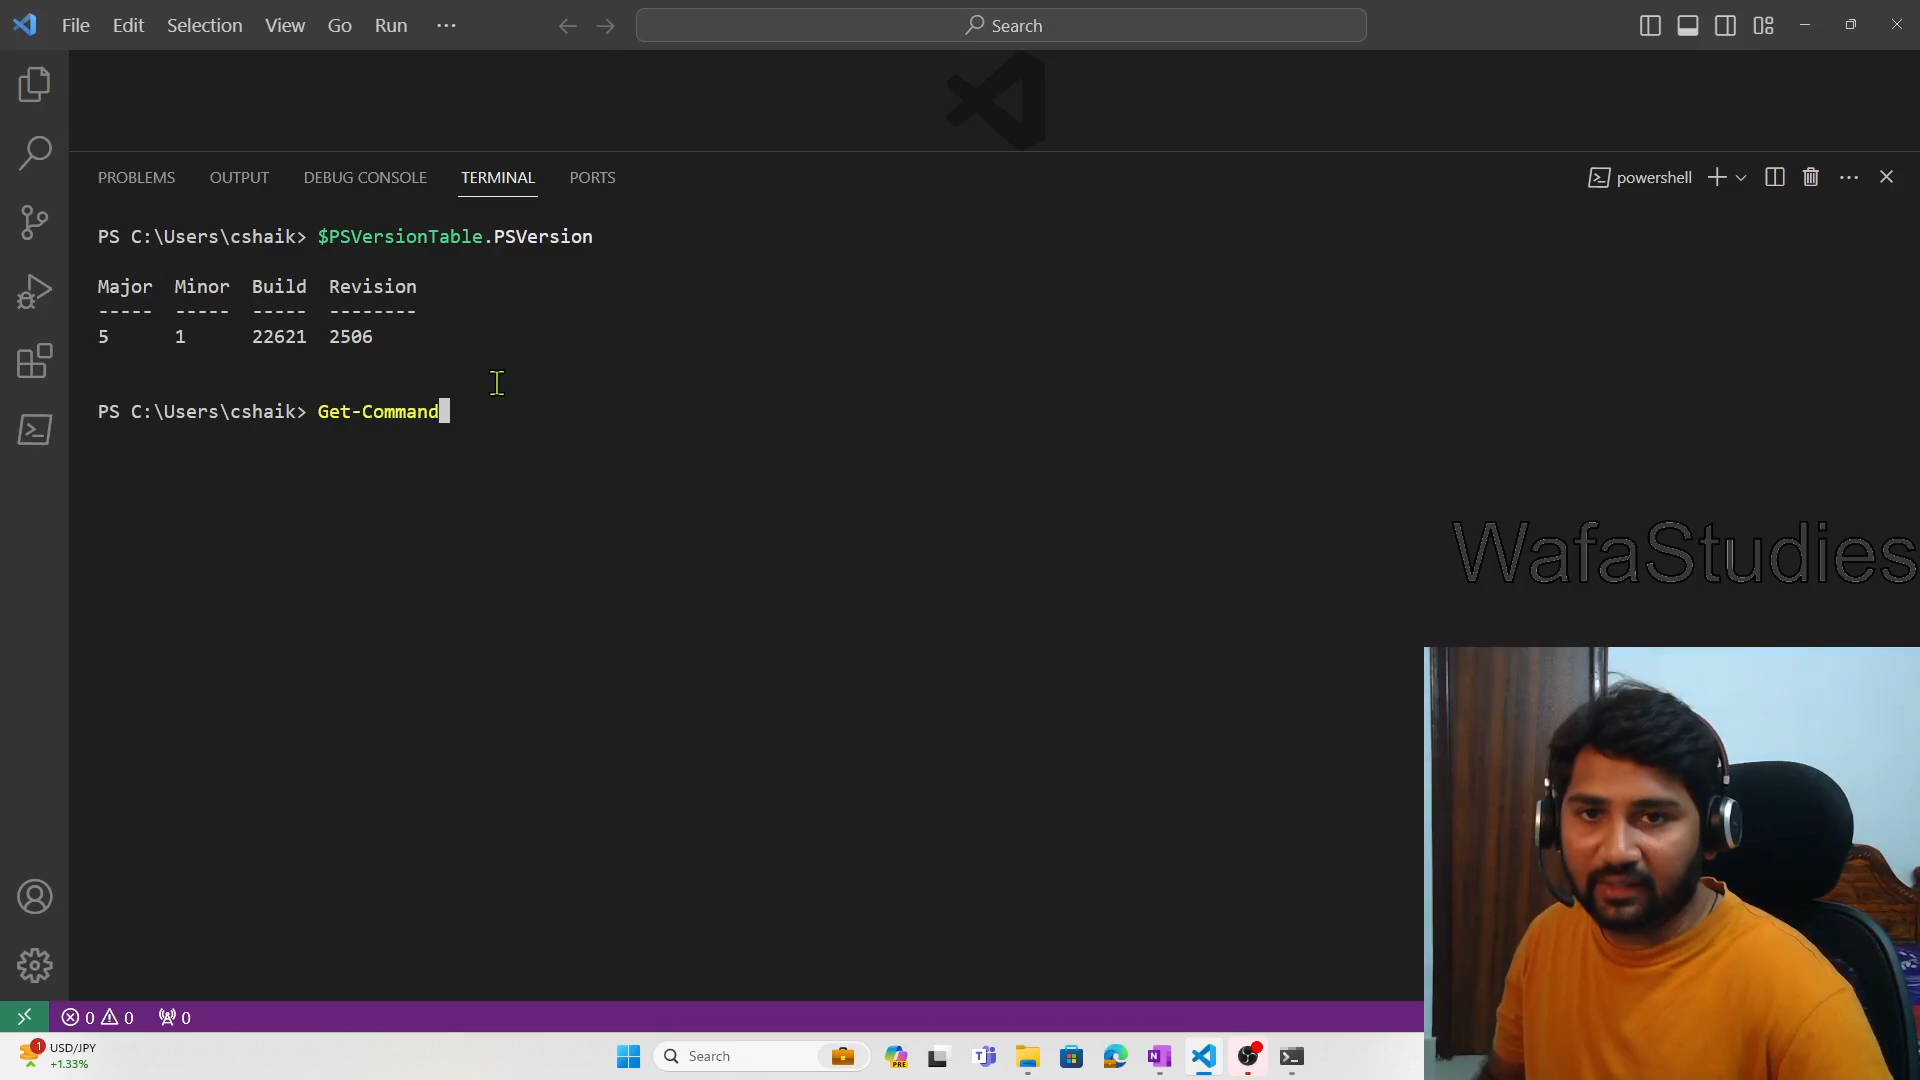 File Edit Selection View Go Run ...
Search
PROBLEMS OUTPUT DEBUG CONSOLE TERMINAL PORTS
powershell
PS C:\Users\cshaik> $PSVersionTable.PSVersion
Major Minor Build Revision
----- ----- ----- --------
5 1 22621 2506
PS C:\Users\cshaik> Get-Command
WafaStudies
0 0 0
1 USD/JPY
+1.33%
Search
PRE